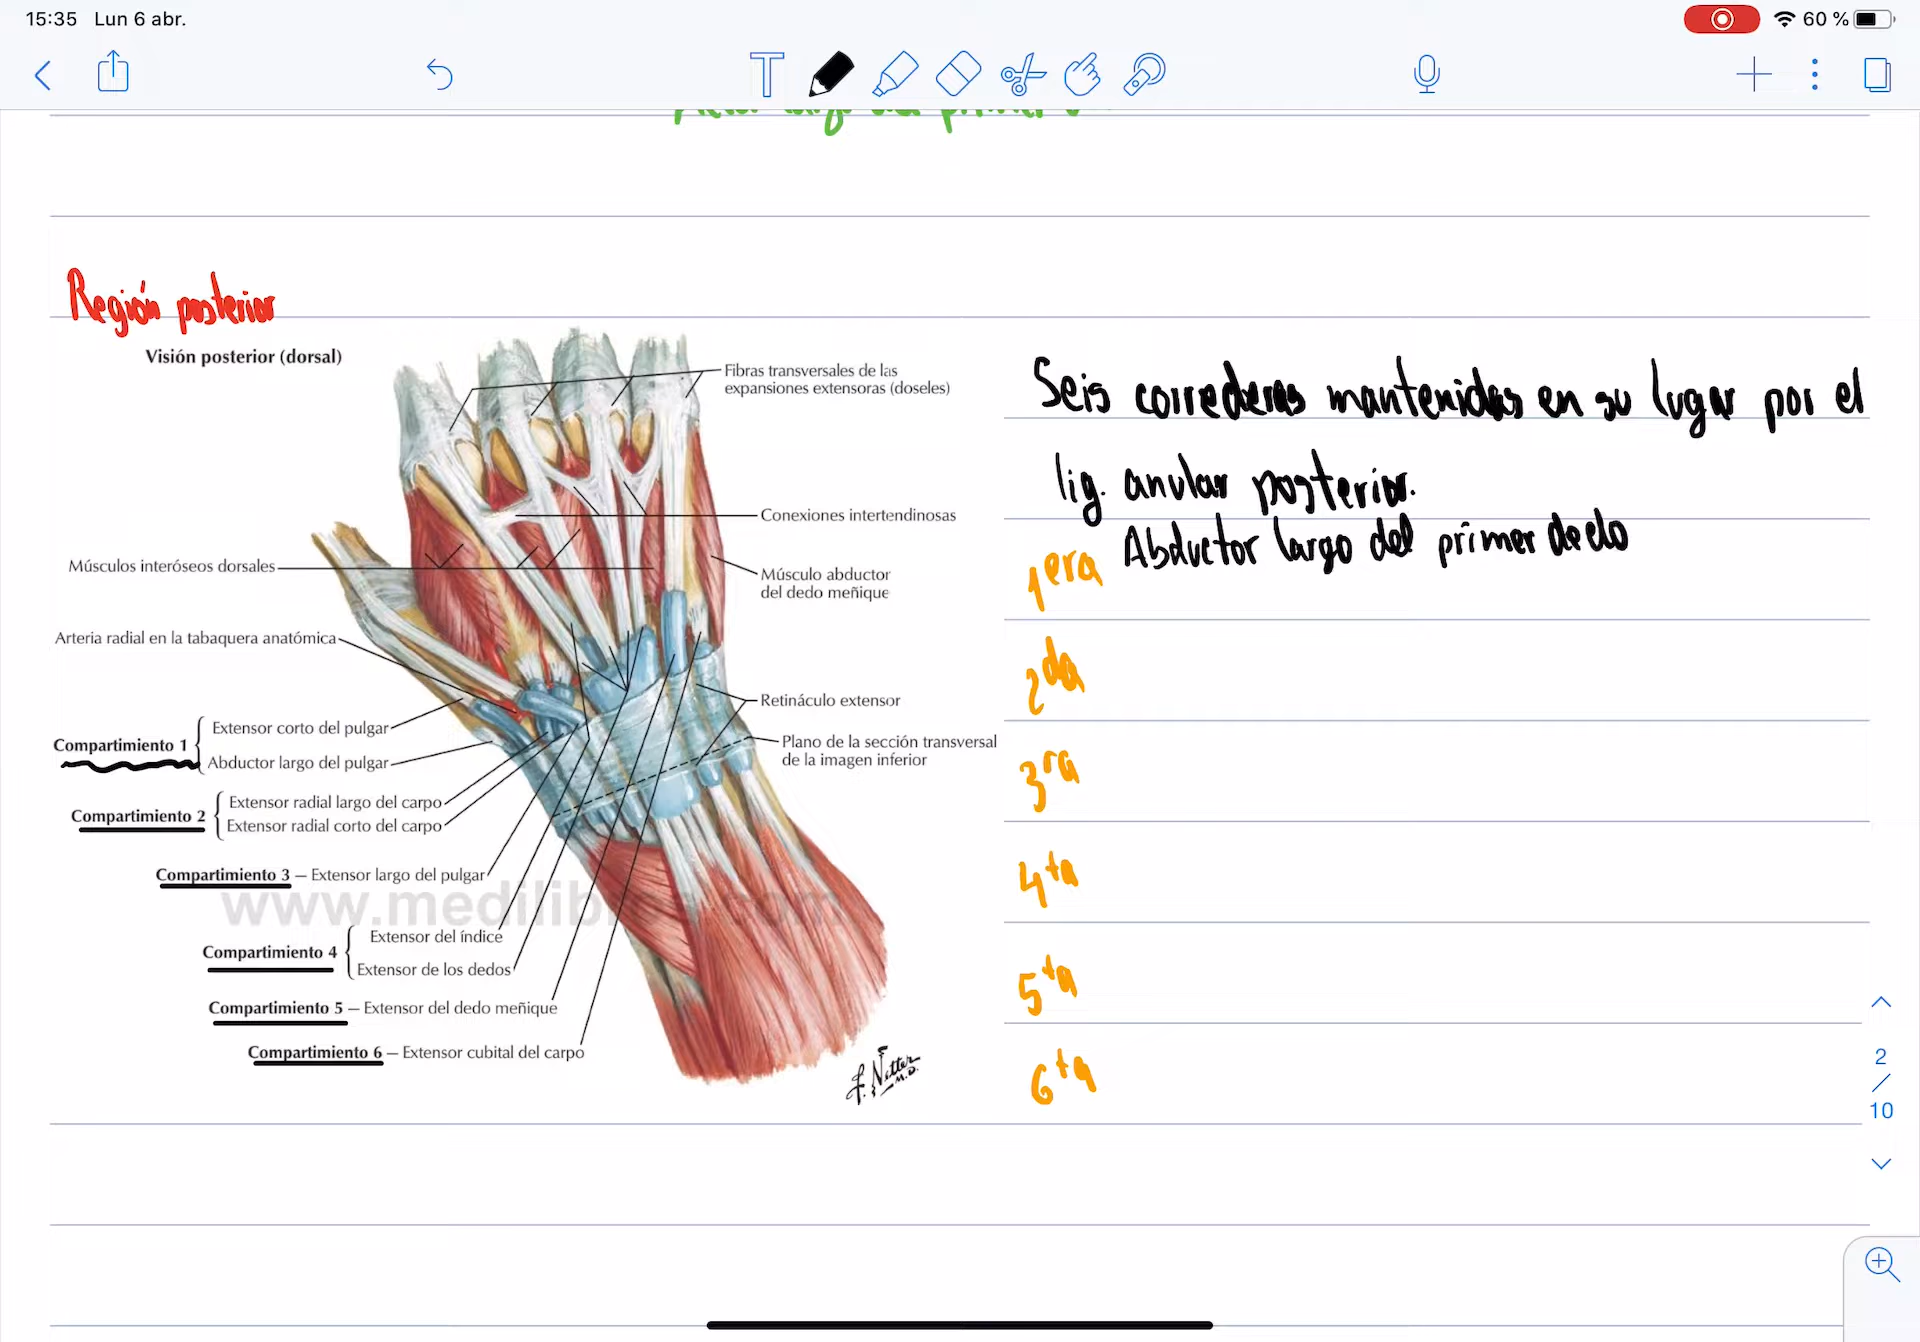 15:35 Lun 6 abr.
60 %
largo del primer
Región posterior
Visión posterior (dorsal)
Fibras transversales de las
expansiones extensoras (doseles)
Conexiones intertendinosas
Músculos interóseos dorsales
Músculo abductor
del dedo meñique
Arteria radial en la tabaquera anatómica
Retináculo extensor
Plano de la sección transversal
de la imagen inferior
Compartimiento 1
Extensor corto del pulgar
Abductor largo del pulgar
Compartimiento 2
Extensor radial largo del carpo
Extensor radial corto del carpo
Compartimiento 3 – Extensor largo del pulgar
Compartimiento 4
Extensor del índice
Extensor de los dedos
Compartimiento 5 – Extensor del dedo meñique
Compartimiento 6 – Extensor cubital del carpo
F. Netter
M.D.
Seis correderas mantenidas en su lugar por el
lig. anular posterior.
1era Abductor largo del primer dedo
2da
3ra
4ta
5ta
6ta
2
/
10